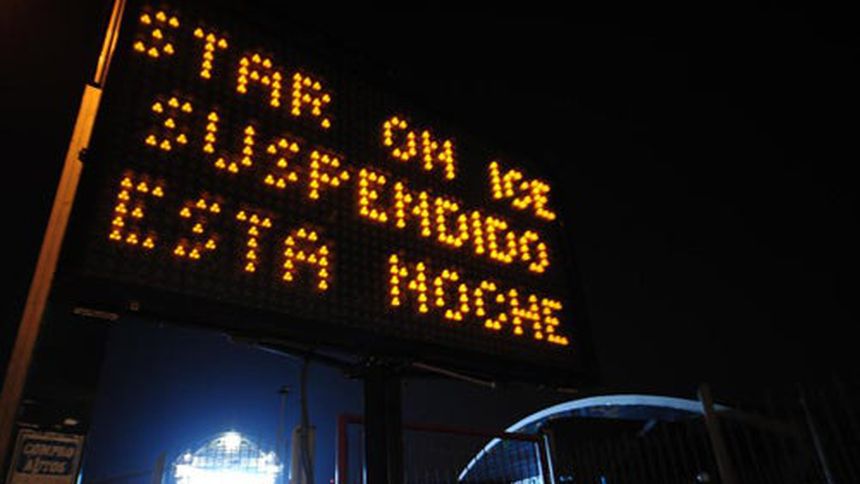 STAR ON ICE
SUSPENDIDO
ESTA NOCHE
COMPRO
AUTOS